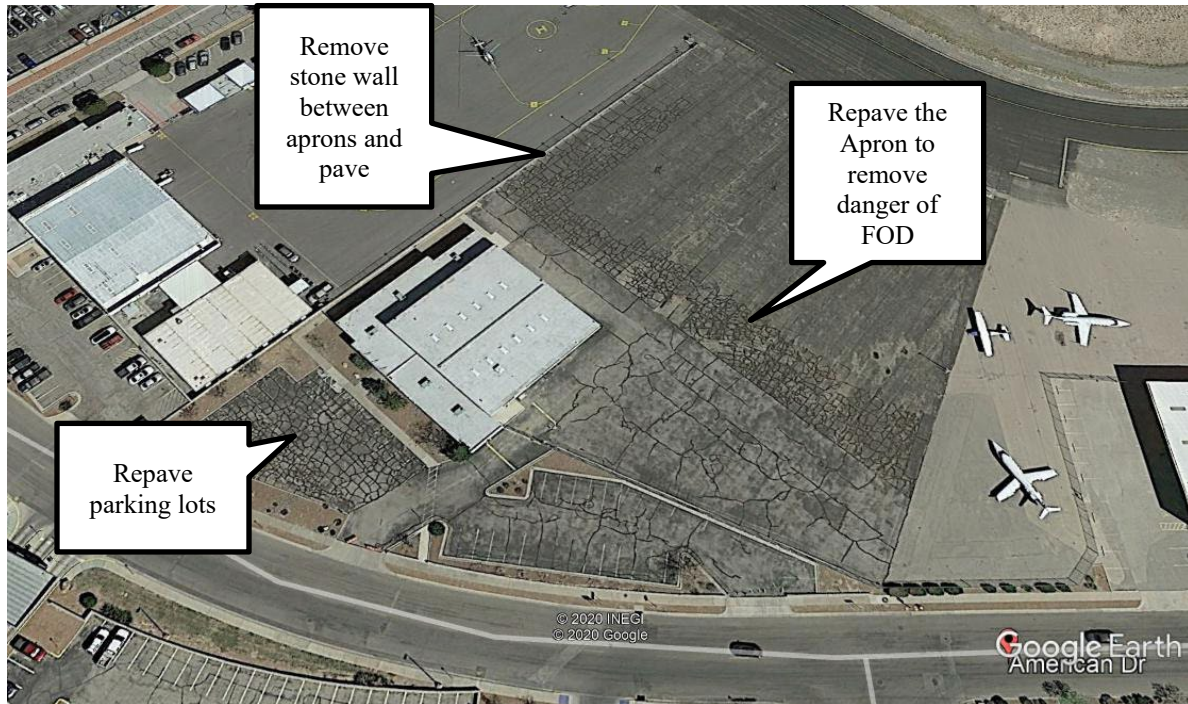 Remove
stone wall
between
aprons and
pave
Repave the
Apron to
remove
danger of
FOD
Repave
parking lots
H
© 2020 INEGI
© 2020 Google
Google Earth
American Dr